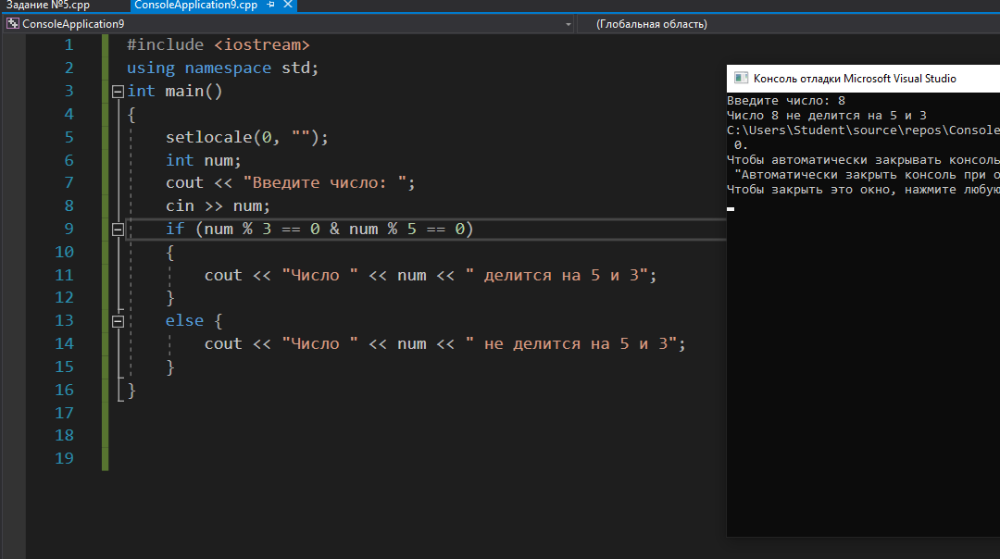 Задание №5.cpp
ConsoleApplication9.cpp
ConsoleApplication9
(Глобальная область)
1 #include <iostream>
2 using namespace std;
3 int main()
4 {
5 setlocale(0, "");
6 int num;
7 cout << "Введите число: ";
8 cin >> num;
9 if (num % 3 == 0 & num % 5 == 0)
10 {
11 cout << "Число " << num << " делится на 5 и 3";
12 }
13 else {
14 cout << "Число " << num << " не делится на 5 и 3";
15 }
16 }
17
18
19
Консоль отладки Microsoft Visual Studio
Введите число: 8
Число 8 не делится на 5 и 3
C:\Users\Student\source\repos\Console
0.
Чтобы автоматически закрывать консоль
"Автоматически закрыть консоль при о
Чтобы закрыть это окно, нажмите любую